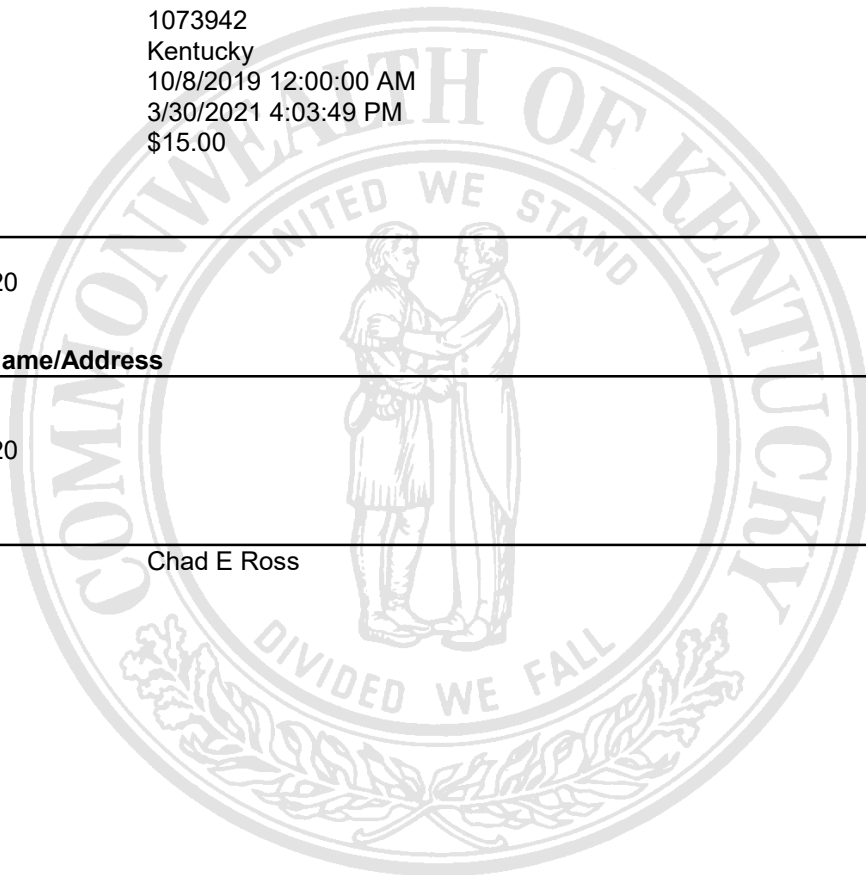 1073942
Kentucky
10/8/2019 12:00:00 AM
3/30/2021 4:03:49 PM
$15.00
COMMONWEALTH OF KENTUCKY
UNITED WE STAND
20
ame/Address
20
Chad E Ross
DIVIDED WE FALL